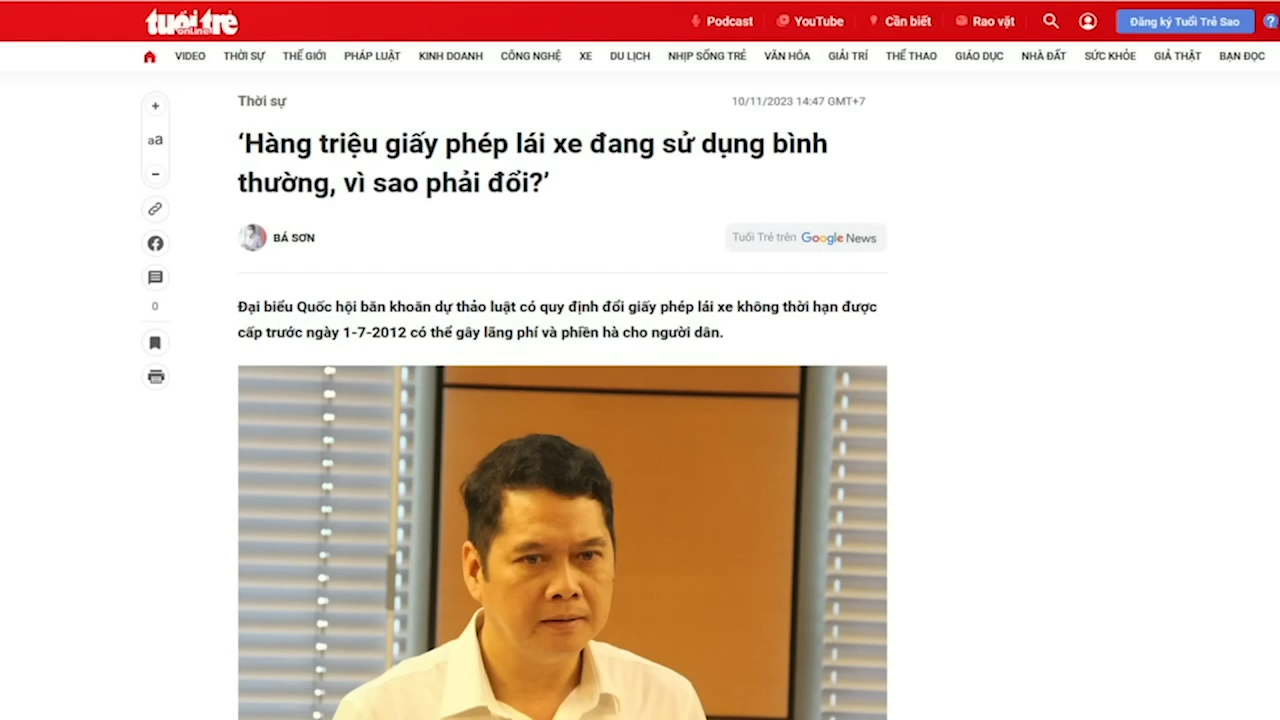 tuổi trẻ
online
Podcast
YouTube
Cần biết
Rao vặt
Đăng ký Tuổi Trẻ Sao
?
VIDEO
THỜI SỰ
THẾ GIỚI
PHÁP LUẬT
KINH DOANH
CÔNG NGHỆ
XE
DU LỊCH
NHỊP SỐNG TRẺ
VĂN HÓA
GIẢI TRÍ
THỂ THAO
GIÁO DỤC
NHÀ ĐẤT
SỨC KHỎE
GIẢ THẬT
BẠN ĐỌC
+
aa
−
0
Thời sự
10/11/2023 14:47 GMT+7
‘Hàng triệu giấy phép lái xe đang sử dụng bình
thường, vì sao phải đổi?’
BÁ SƠN
Tuổi Trẻ trên Google News
Đại biểu Quốc hội băn khoăn dự thảo luật có quy định đổi giấy phép lái xe không thời hạn được
cấp trước ngày 1-7-2012 có thể gây lãng phí và phiền hà cho người dân.